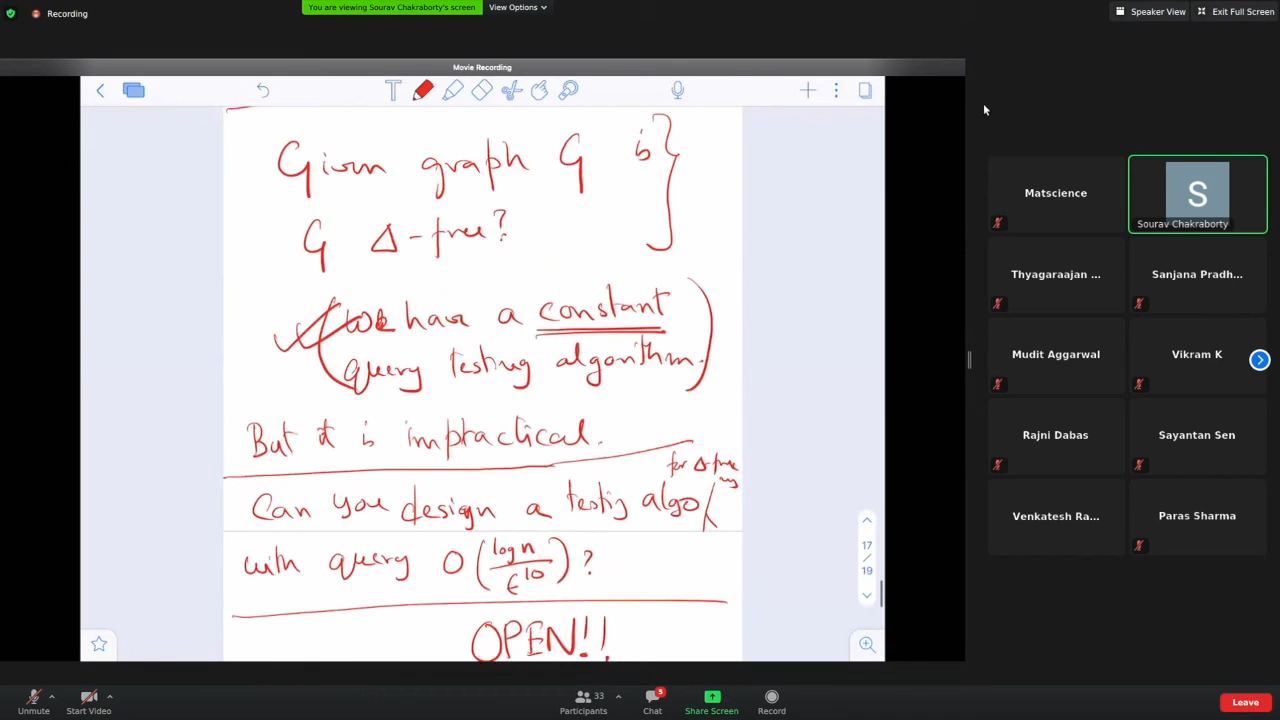 Recording
You are viewing Sourav Chakraborty's screen
View Options
Speaker View
Exit Full Screen
Movie Recording
Given graph G is
G Δ-free?
We have a constant
query testing algorithm.
But it is impractical.
for Δ-free
Can you design a testig algo
with query O(log n / ε^10)?
OPEN!!
17
/
19
Matscience
S
Sourav Chakraborty
Thyagaraajan ...
Sanjana Pradh...
Mudit Aggarwal
Vikram K
Rajni Dabas
Sayantan Sen
Venkatesh Ra...
Paras Sharma
Unmute
Start Video
33
Participants
5
Chat
Share Screen
Record
Leave